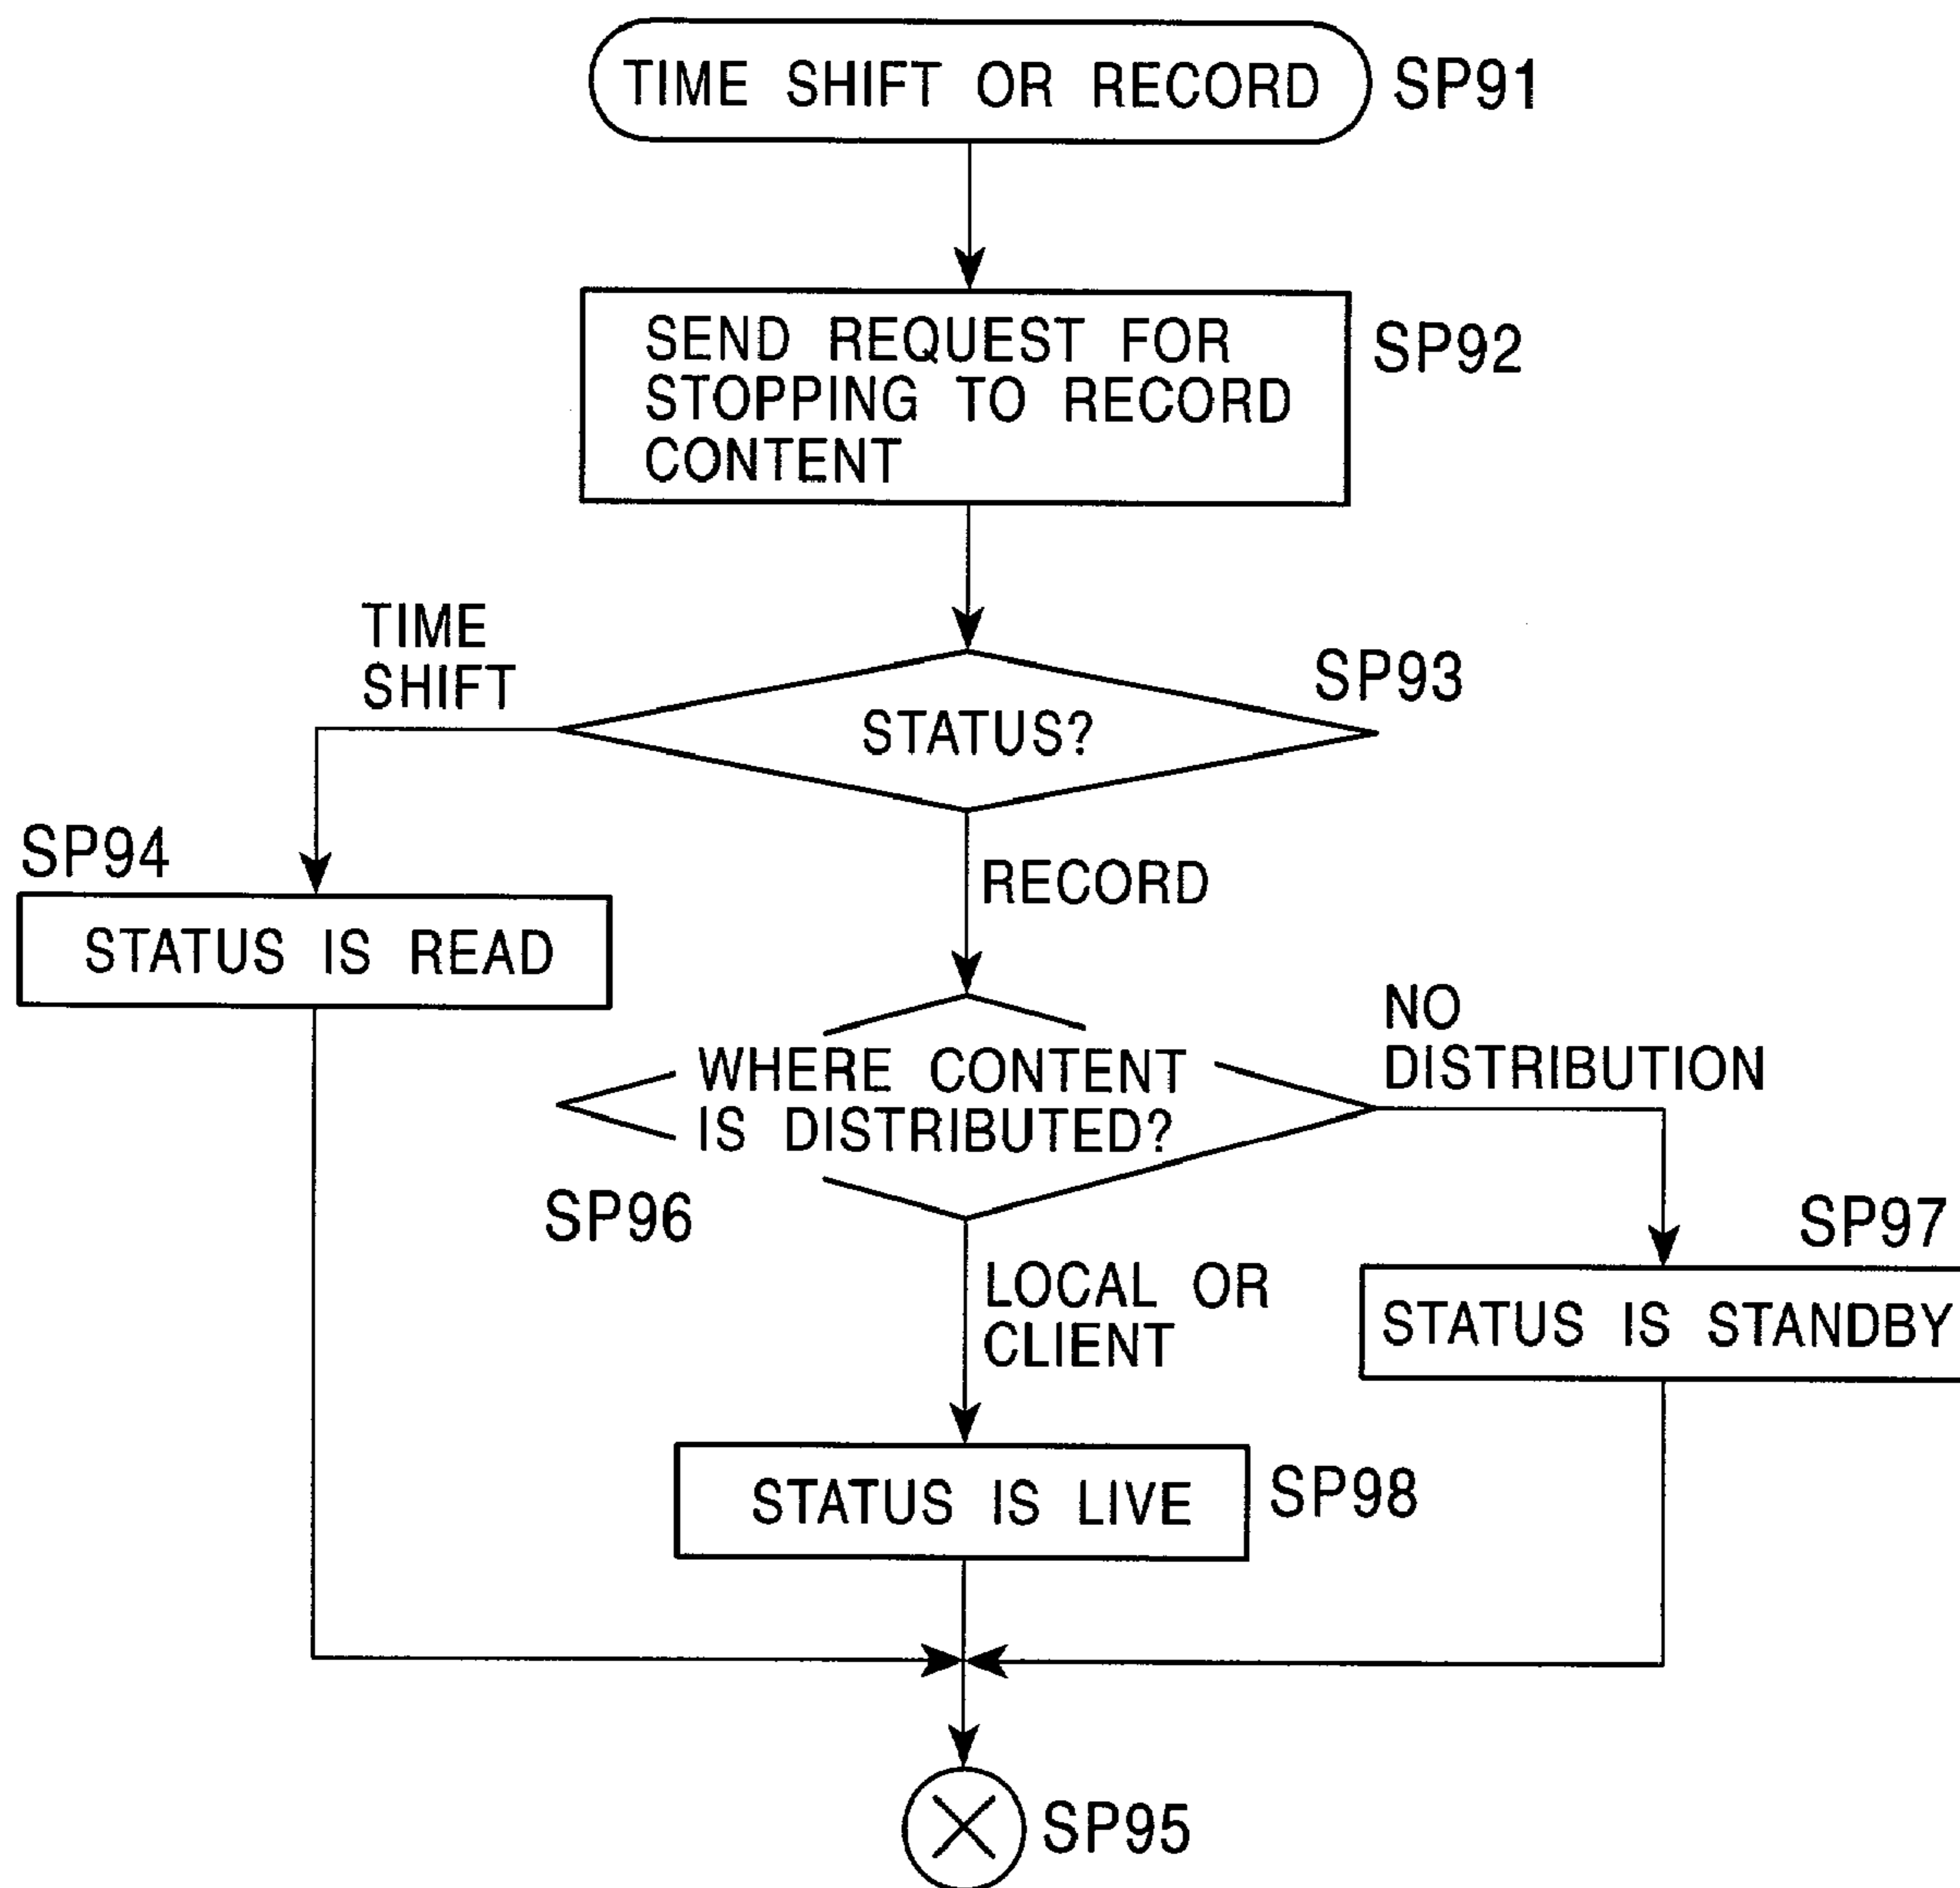 TIME SHIFT OR RECORD
SP91
SEND REQUEST FOR
STOPPING TO RECORD
CONTENT
SP92
TIME
SHIFT
STATUS?
SP93
SP94
STATUS IS READ
RECORD
WHERE CONTENT
IS DISTRIBUTED?
NO
DISTRIBUTION
SP96
SP97
LOCAL OR
CLIENT
STATUS IS STANDBY
STATUS IS LIVE
SP98
SP95